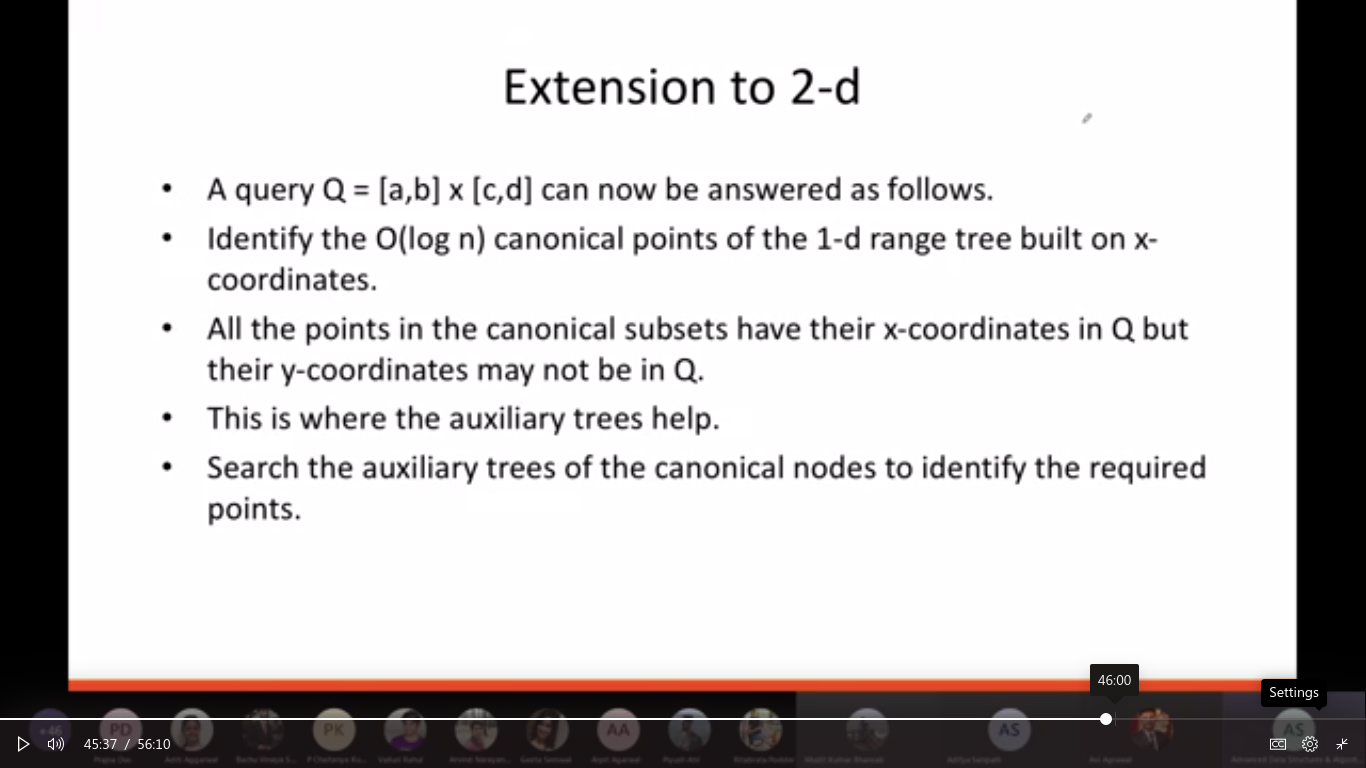 Extension to 2-d
• A query Q = [a,b] x [c,d] can now be answered as follows.
• Identify the O(log n) canonical points of the 1-d range tree built on x-
coordinates.
• All the points in the canonical subsets have their x-coordinates in Q but
their y-coordinates may not be in Q.
• This is where the auxiliary trees help.
• Search the auxiliary trees of the canonical nodes to identify the required
points.
46:00
Settings
+46 PD PK AA AS AS
45:37 / 56:10
CC